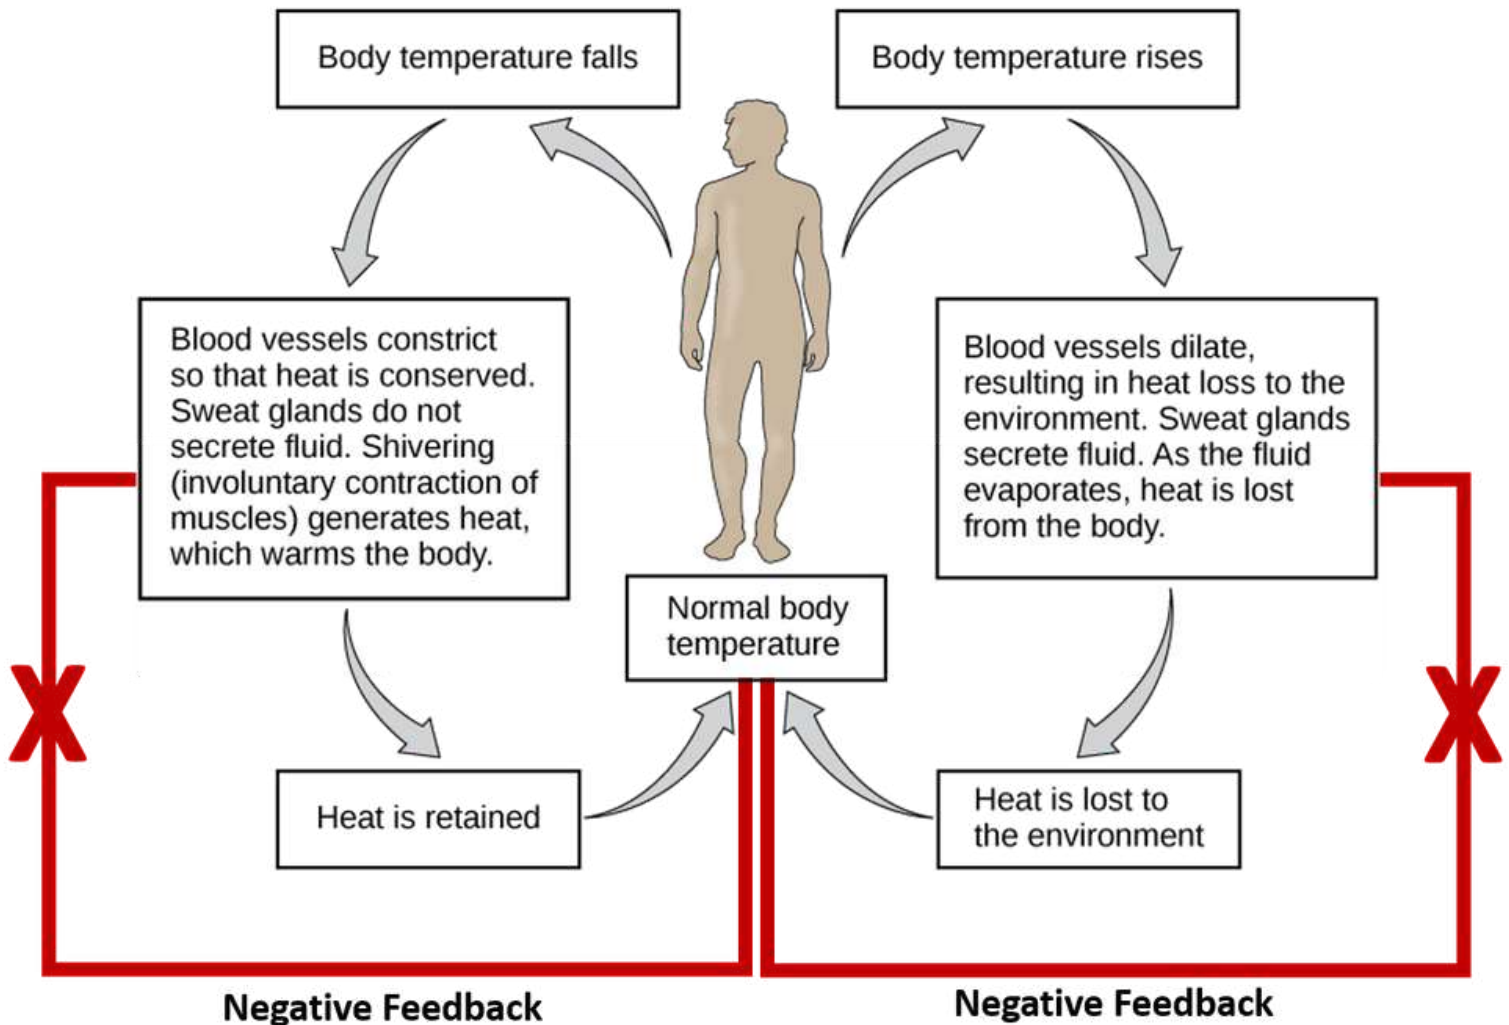 Body temperature falls
Body temperature rises
Blood vessels constrict
so that heat is conserved.
Sweat glands do not
secrete fluid. Shivering
(involuntary contraction of
muscles) generates heat,
which warms the body.
Blood vessels dilate,
resulting in heat loss to the
environment. Sweat glands
secrete fluid. As the fluid
evaporates, heat is lost
from the body.
Normal body
temperature
X
X
Heat is retained
Heat is lost to
the environment
Negative Feedback
Negative Feedback